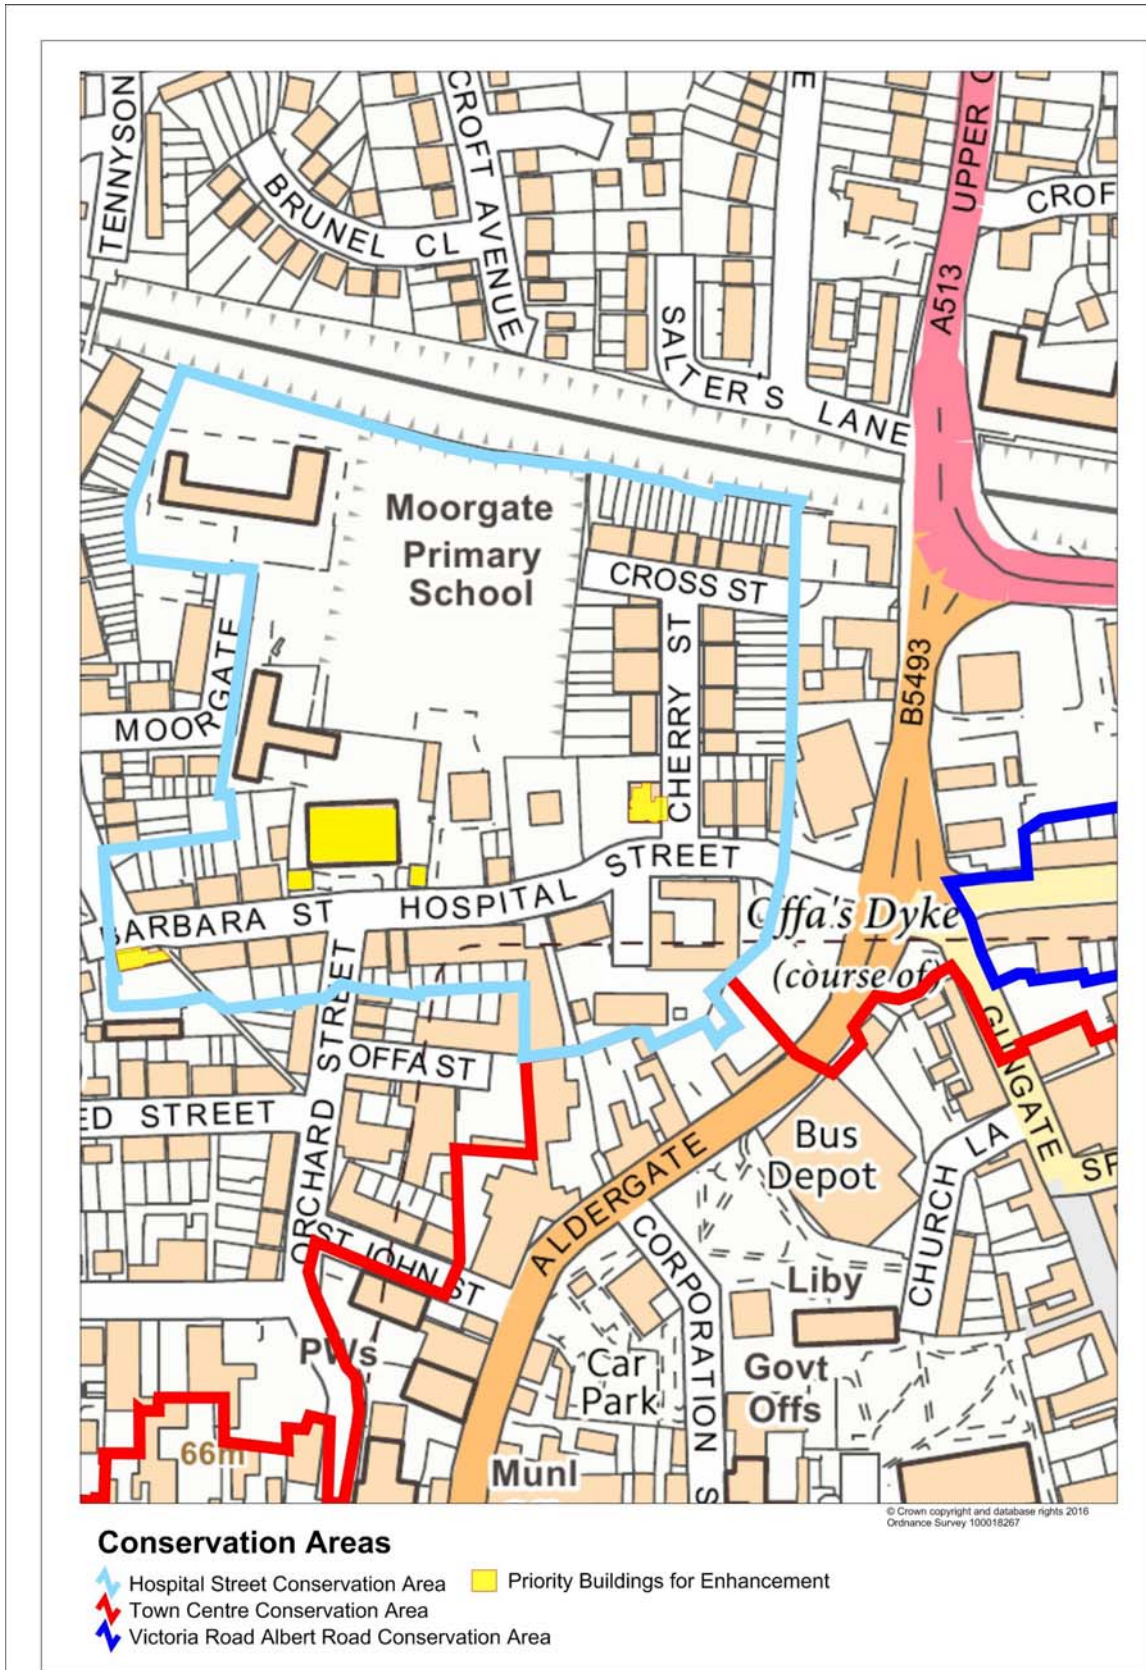 TENNYSON
CROFT AVENUE
BRUNEL CL
E
UPPER C
CROF
A513
SALTER'S LANE
Moorgate
Primary
School
CROSS ST
CHERRY ST
MOORGATE
B5493
HOSPITAL STREET
BARBARA ST
Offa's Dyke
(course of)
ORCHARD STREET
OFFA ST
GUNGATE
ED STREET
Bus
Depot
CHURCH LA
SP
ALDERGATE
ST JOHN ST
CORPORATION S
Liby
PWs
Car
Park
Govt
Offs
66m
Munl
© Crown copyright and database rights 2016
Ordnance Survey 100018267
Conservation Areas
Hospital Street Conservation Area
Priority Buildings for Enhancement
Town Centre Conservation Area
Victoria Road Albert Road Conservation Area